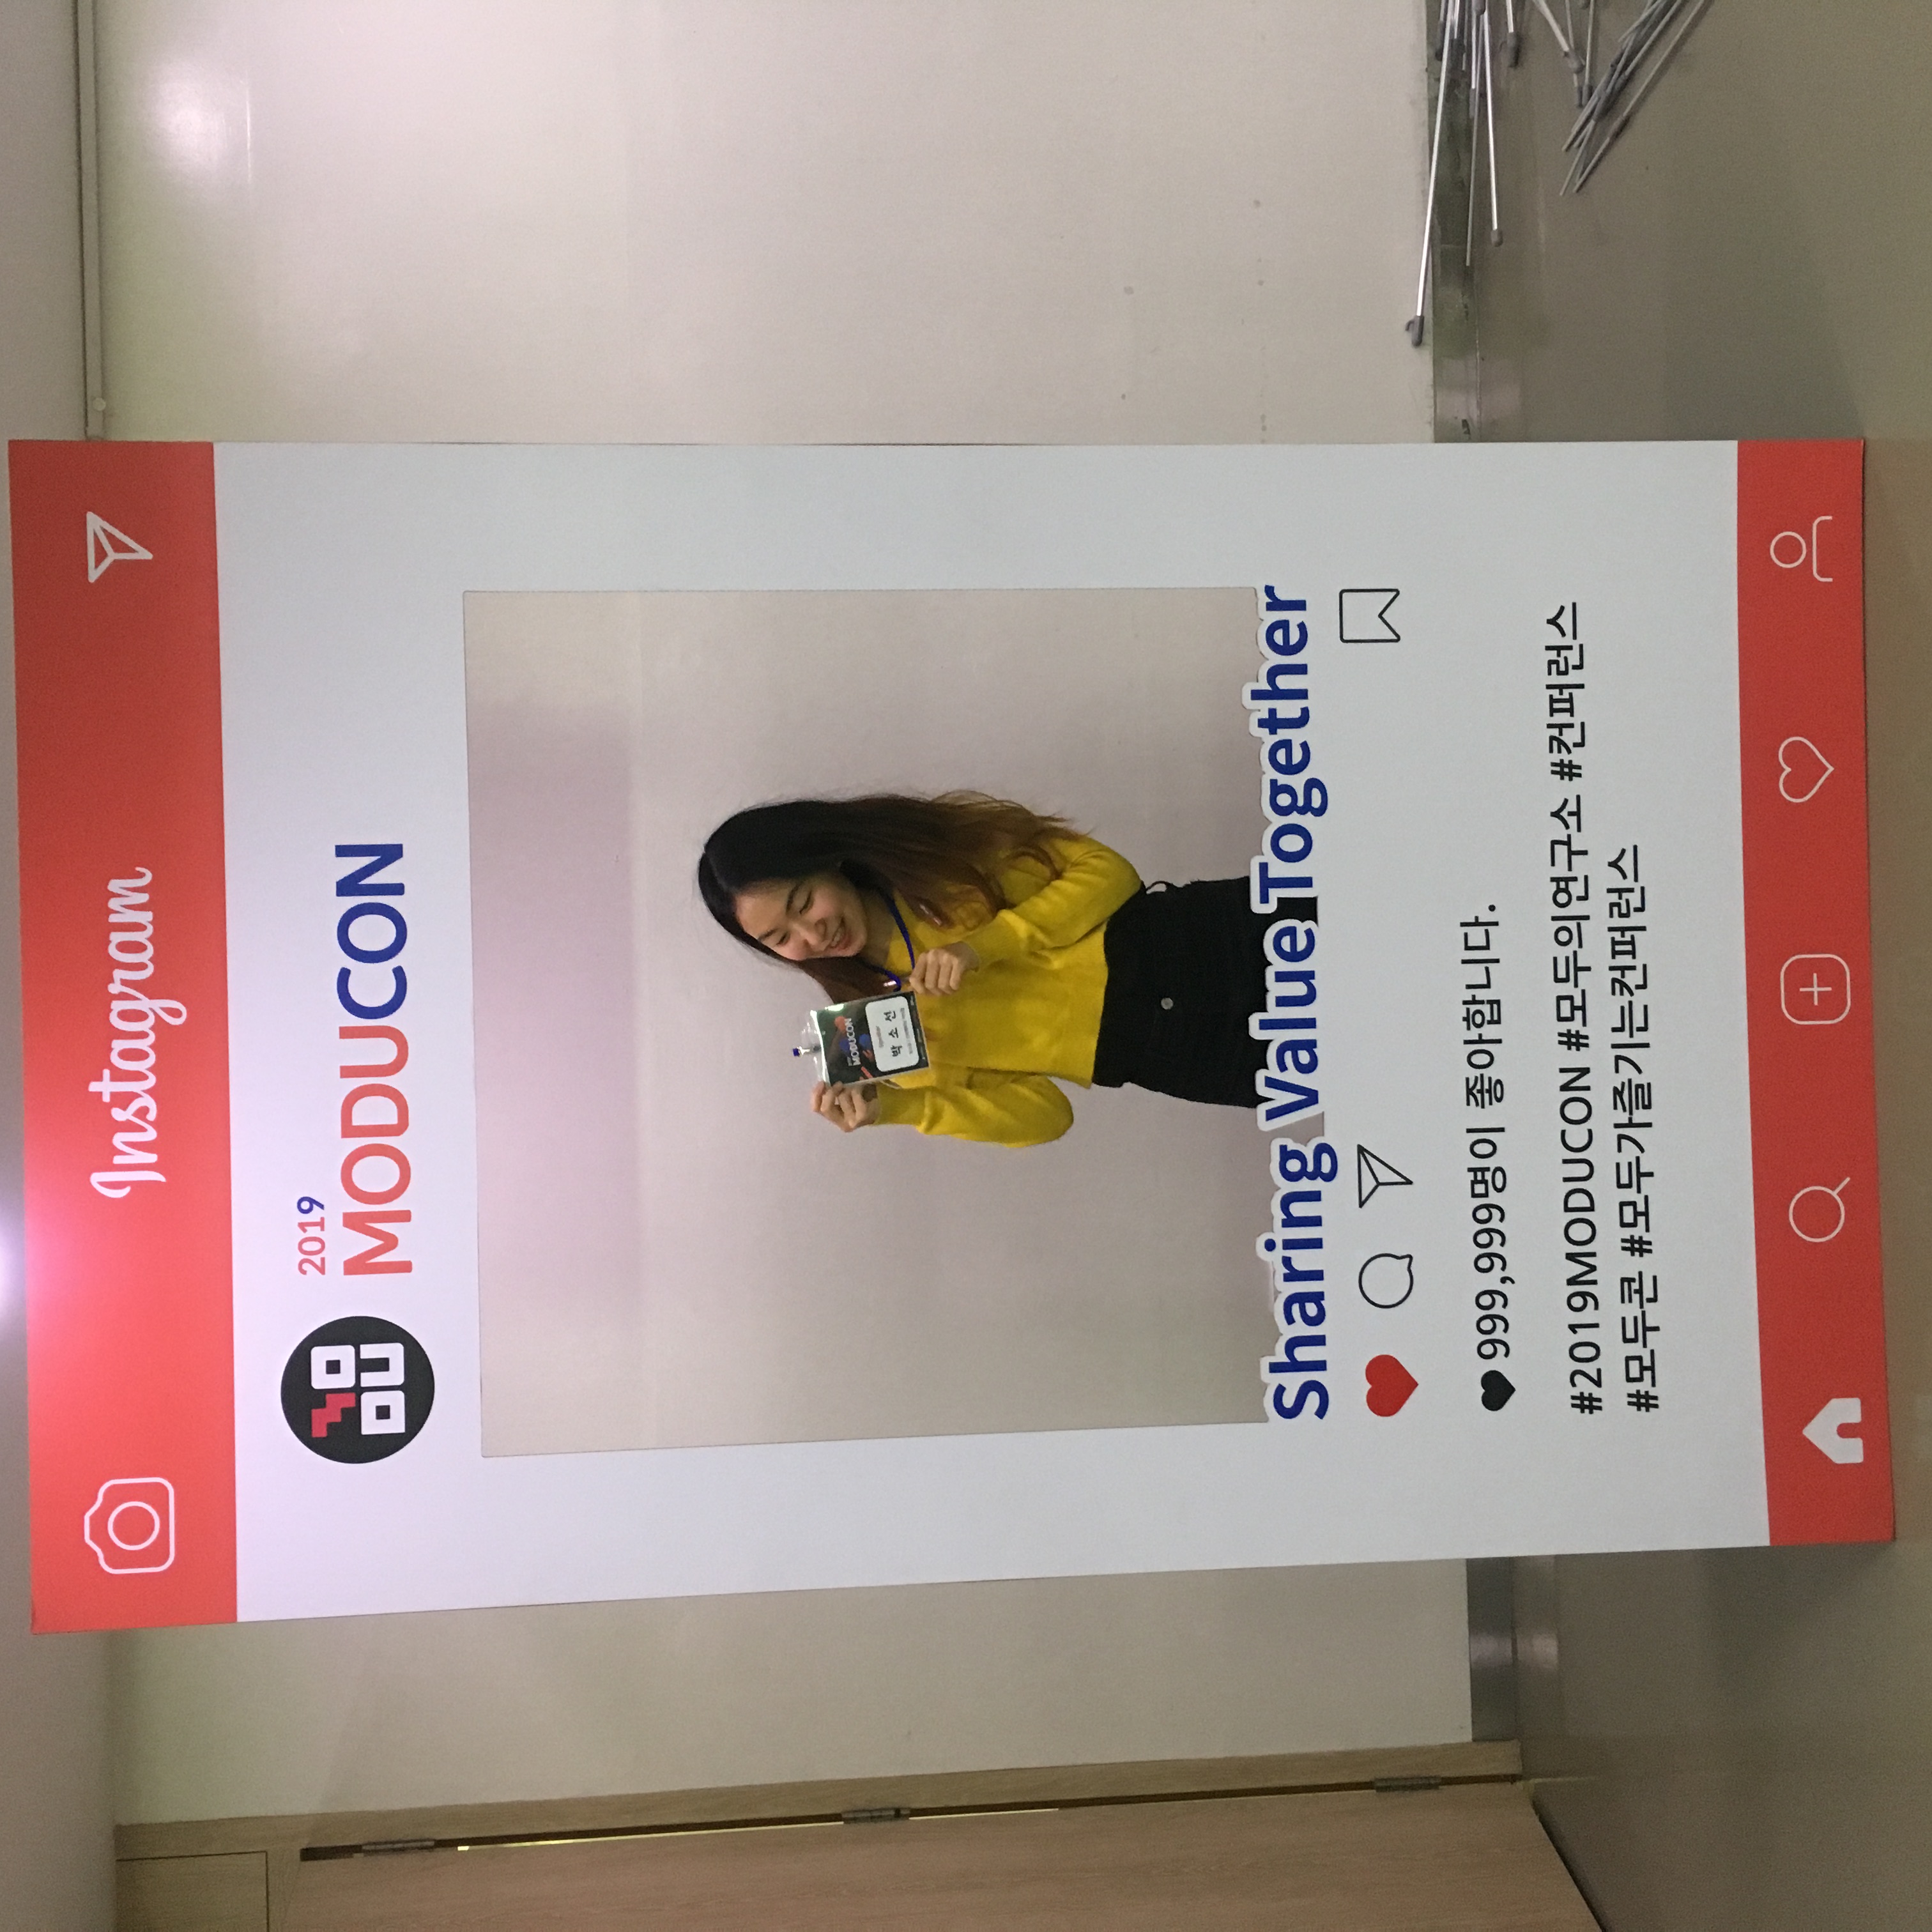 Instagram
MODU
2019
MODUCON
MODUCON
박 소 선
Sharing Value Together
999,999명이 좋아합니다.
#2019MODUCON #모두의연구소 #컨퍼런스
#모두콘 #모두가즐기는컨퍼런스